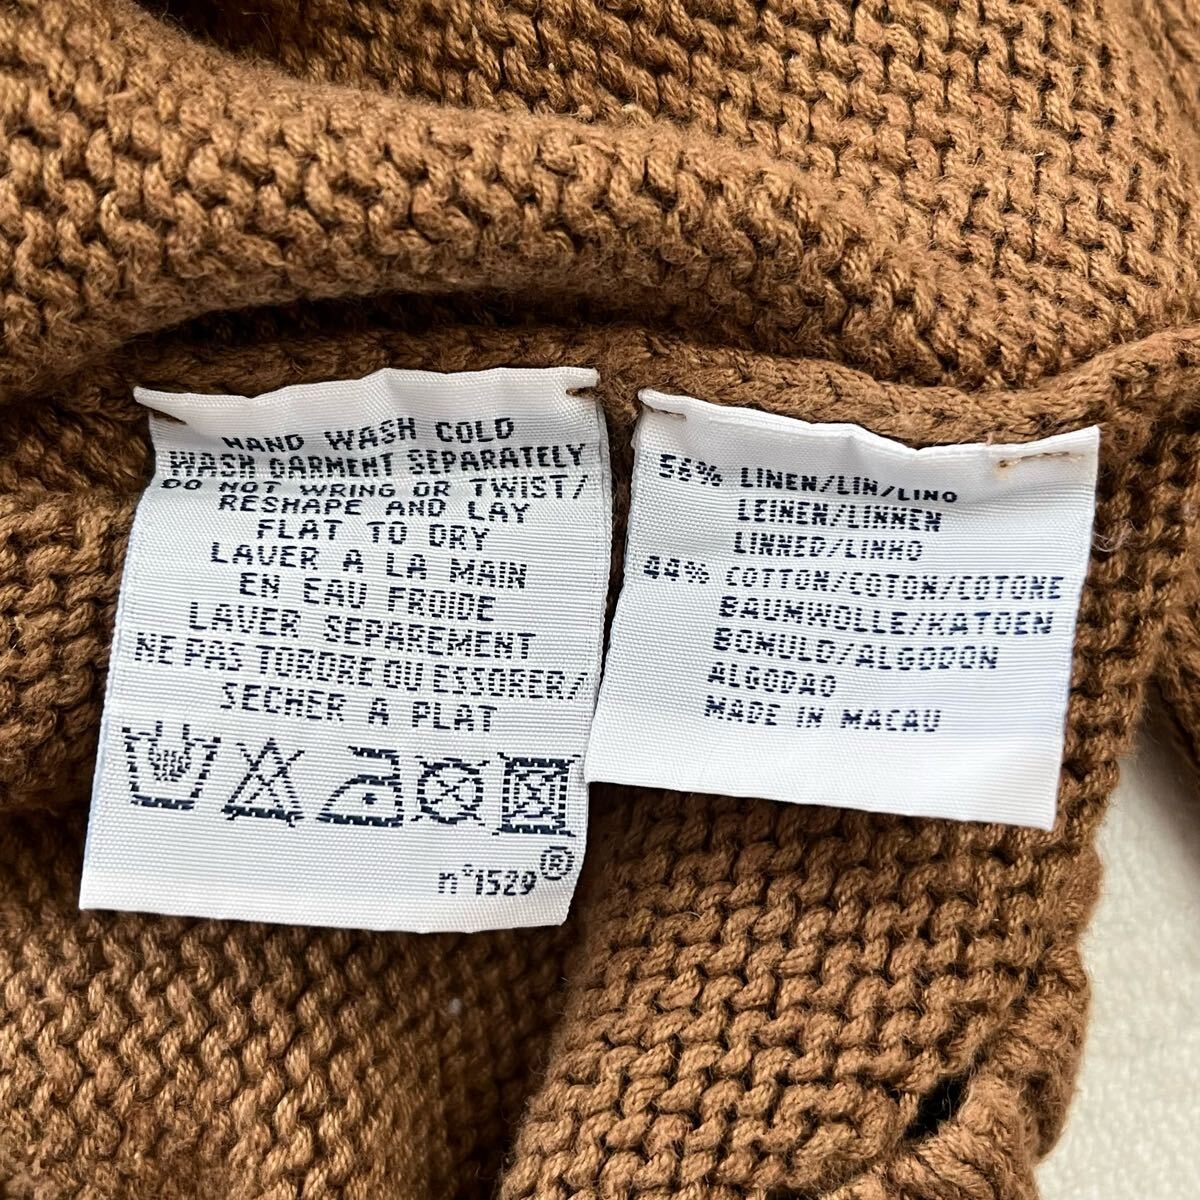 HAND WASH COLD
WASH DARMENT SEPARATELY
DO NOT WRING OR TWIST/
RESHAPE AND LAY
FLAT TO DRY
LAVER A LA MAIN
EN EAU FROIDE
LAVER SEPAREMENT
NE PAS TORDRE OU ESSORER/
SECHER A PLAT
n°1529®
56% LINEN/LIN/LINO
LEINEN/LINNEN
LINNED/LINHO
44% COTTON/COTON/COTONE
BAUMWOLLE/KATOEN
BOMULD/ALGODON
ALGODAO
MADE IN MACAU